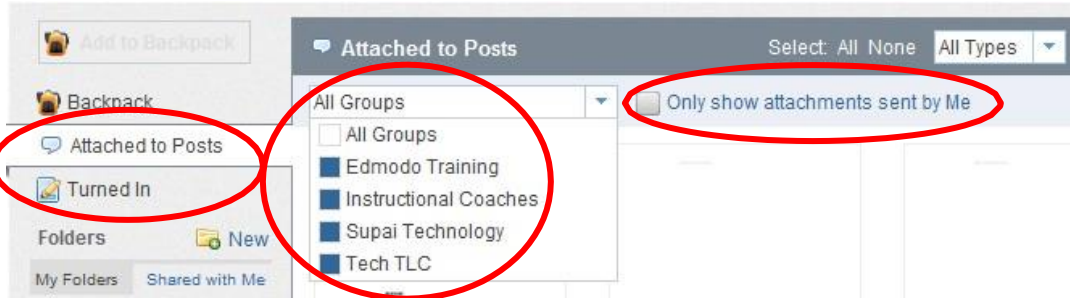 Add to Backpack
Backpack
Attached to Posts
Turned In
Folders New
My Folders Shared with Me
Attached to Posts Select: All None All Types
All Groups Only show attachments sent by Me
All Groups
Edmodo Training
Instructional Coaches
Supai Technology
Tech TLC